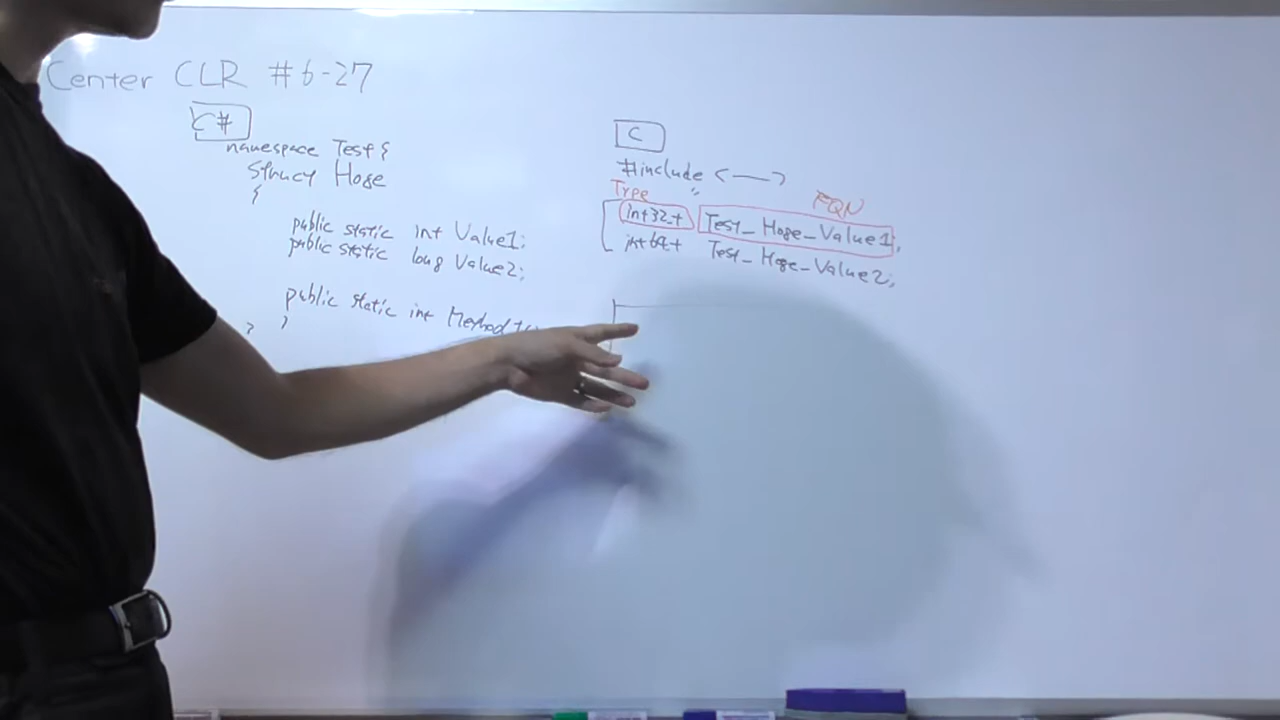 Center CLR #6-27
C#
namespace Test {
struct Hoge
{
public static int Value1;
public static long Value2;
public static int Method1
}
}
C
#include < — >
Type
FQN
int32_t Test_Hoge_Value1;
int64_t Test_Hoge_Value2;